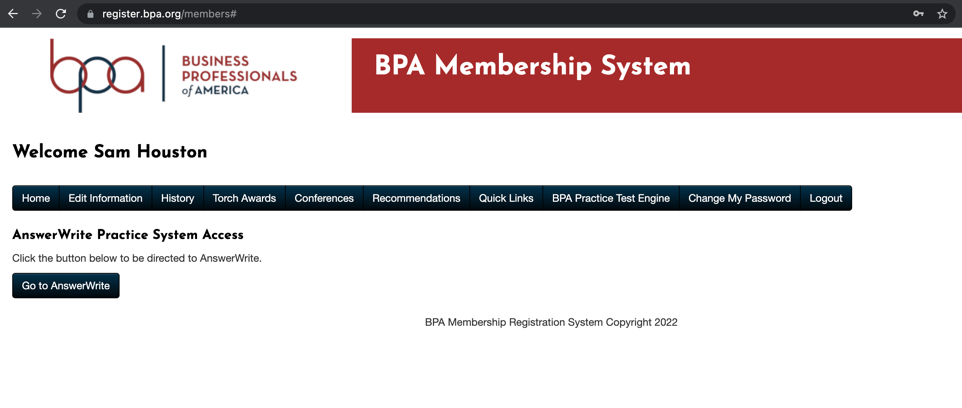 register.bpa.org/members#
bpa
BUSINESS
PROFESSIONALS
of AMERICA
BPA Membership System
Welcome Sam Houston
Home Edit Information History Torch Awards Conferences Recommendations Quick Links BPA Practice Test Engine Change My Password Logout
AnswerWrite Practice System Access
Click the button below to be directed to AnswerWrite.
Go to AnswerWrite
BPA Membership Registration System Copyright 2022